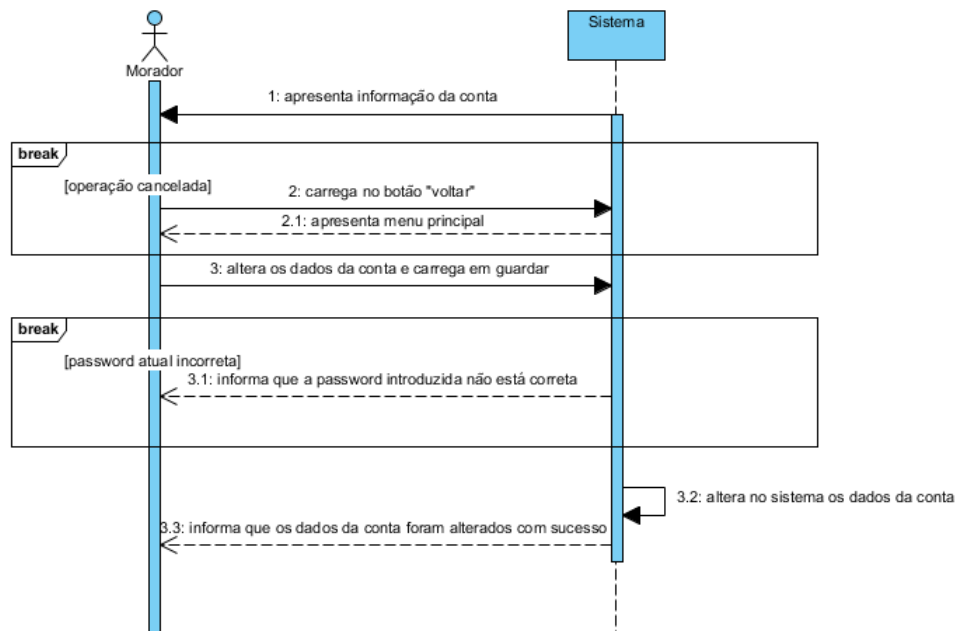 Sistema
Morador
1: apresenta informação da conta
break
[operação cancelada]
2: carrega no botão "voltar"
2.1: apresenta menu principal
3: altera os dados da conta e carrega em guardar
break
[password atual incorreta]
3.1: informa que a password introduzida não está correta
3.2: altera no sistema os dados da conta
3.3: informa que os dados da conta foram alterados com sucesso